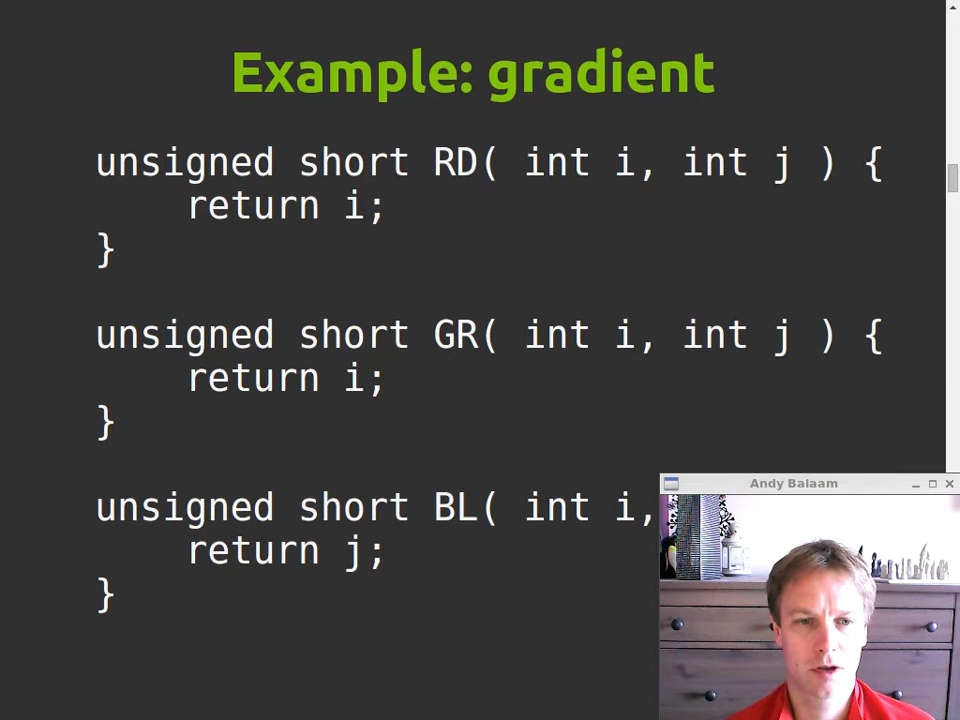 Example: gradient
unsigned short RD( int i, int j ) {
    return i;
}
unsigned short GR( int i, int j ) {
    return i;
}
unsigned short BL( int i,
    return j;
}
Andy Balaam